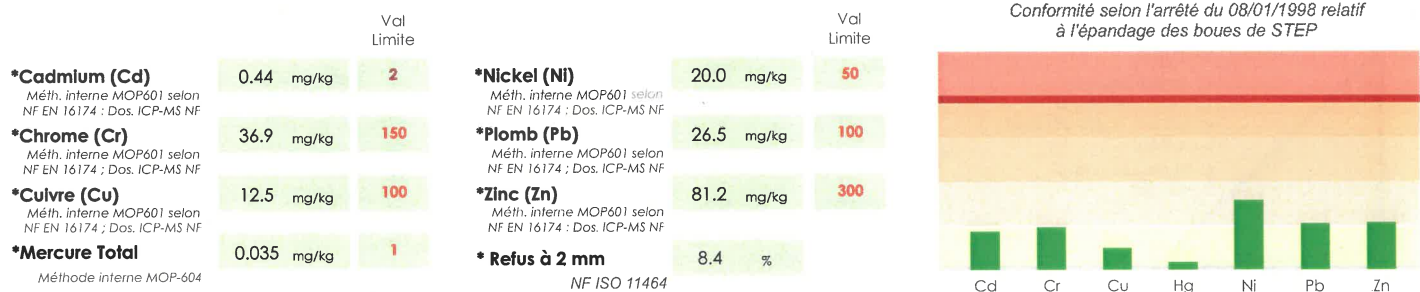 Val
Limite
*Cadmium (Cd) 0.44 mg/kg 2
Méth. interne MOP601 selon
NF EN 16174 : Dos. ICP-MS NF
*Chrome (Cr) 36.9 mg/kg 150
Méth. interne MOP601 selon
NF EN 16174 ; Dos. ICP-MS NF
*Cuivre (Cu) 12.5 mg/kg 100
Méth. interne MOP601 selon
NF EN 16174 ; Dos. ICP-MS NF
*Mercure Total 0.035 mg/kg 1
Méthode interne MOP-604
Val
Limite
*Nickel (Ni) 20.0 mg/kg 50
Méth. interne MOP601 selon
NF EN 16174 : Dos. ICP-MS NF
*Plomb (Pb) 26.5 mg/kg 100
Méth. interne MOP601 selon
NF EN 16174 ; Dos. ICP-MS NF
*Zinc (Zn) 81.2 mg/kg 300
Méth. interne MOP601 selon
NF EN 16174 : Dos. ICP-MS NF
* Refus à 2 mm 8.4 %
NF ISO 11464
Conformité selon l'arrêté du 08/01/1998 relatif
à l'épandage des boues de STEP
Cd Cr Cu Hg Ni Pb Zn